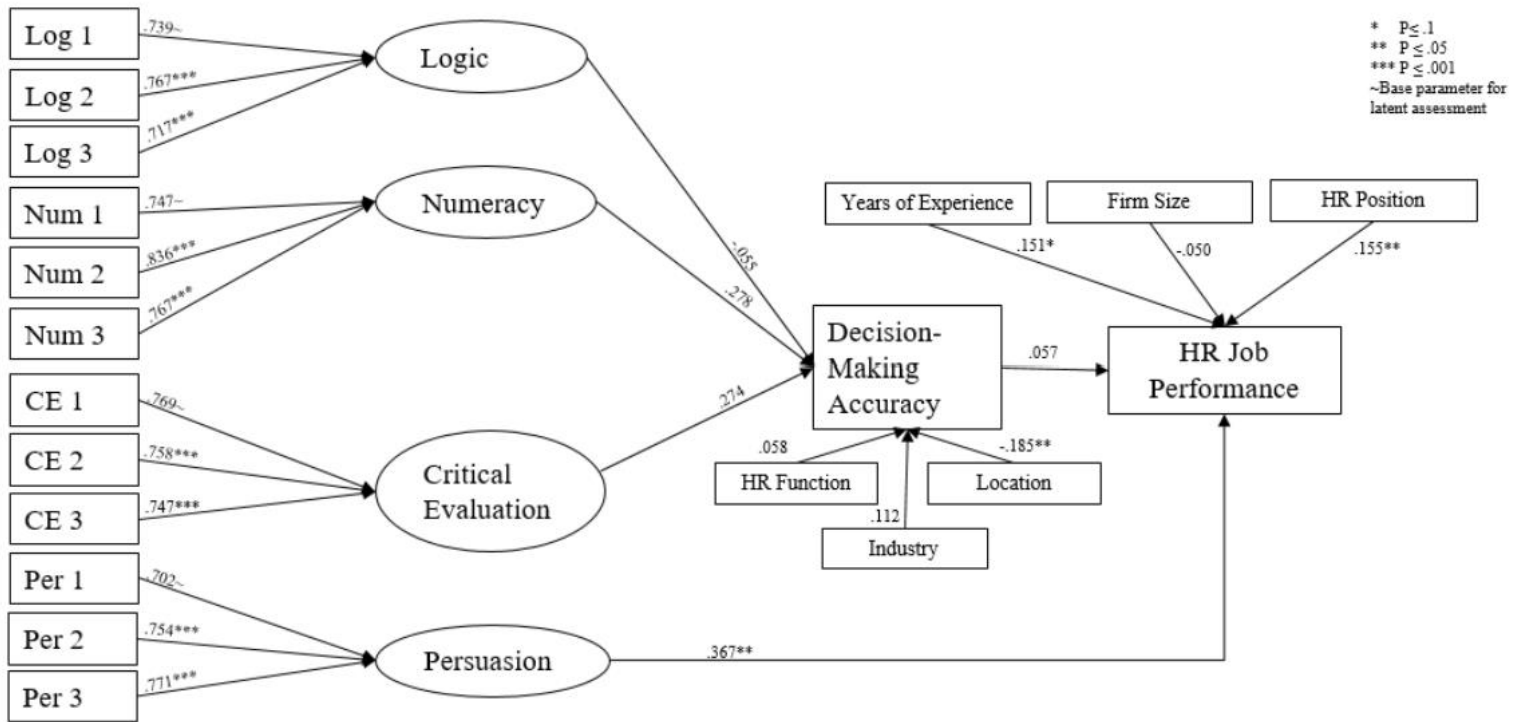 Log 1
.739~
Log 2
.767***
Log 3
.717***
Logic
* P≤ .1
** P ≤ .05
*** P ≤ .001
~Base parameter for
latent assessment
Num 1
.747~
Num 2
.836***
Num 3
.767***
Numeracy
-.055
.278
Years of Experience
Firm Size
HR Position
.151*
-.050
.155**
Decision-
Making
Accuracy
.057
HR Job
Performance
CE 1
.769~
CE 2
.758***
CE 3
.747***
Critical
Evaluation
.274
.058
-.185**
HR Function
Location
.112
Industry
Per 1
.702~
Per 2
.754***
Per 3
.771***
Persuasion
.367**